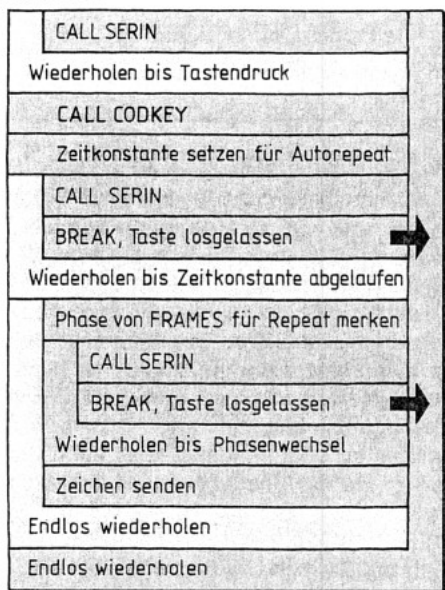 CALL SERIN
Wiederholen bis Tastendruck
CALL CODKEY
Zeitkonstante setzen für Autorepeat
CALL SERIN
BREAK, Taste losgelassen
Wiederholen bis Zeitkonstante abgelaufen
Phase von FRAMES für Repeat merken
CALL SERIN
BREAK, Taste losgelassen
Wiederholen bis Phasenwechsel
Zeichen senden
Endlos wiederholen
Endlos wiederholen